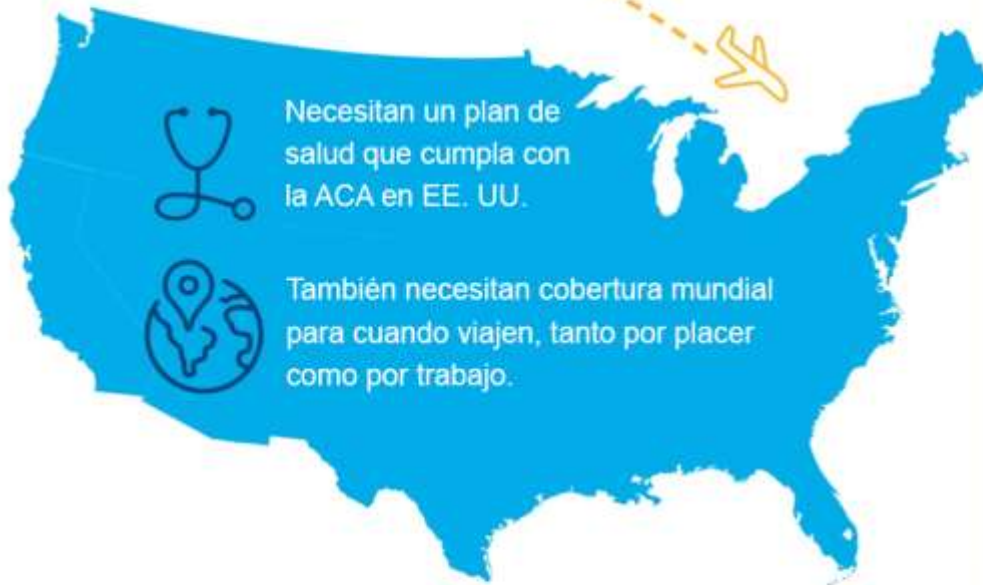 Necesitan un plan de
salud que cumpla con
la ACA en EE. UU.
También necesitan cobertura mundial
para cuando viajen, tanto por placer
como por trabajo.